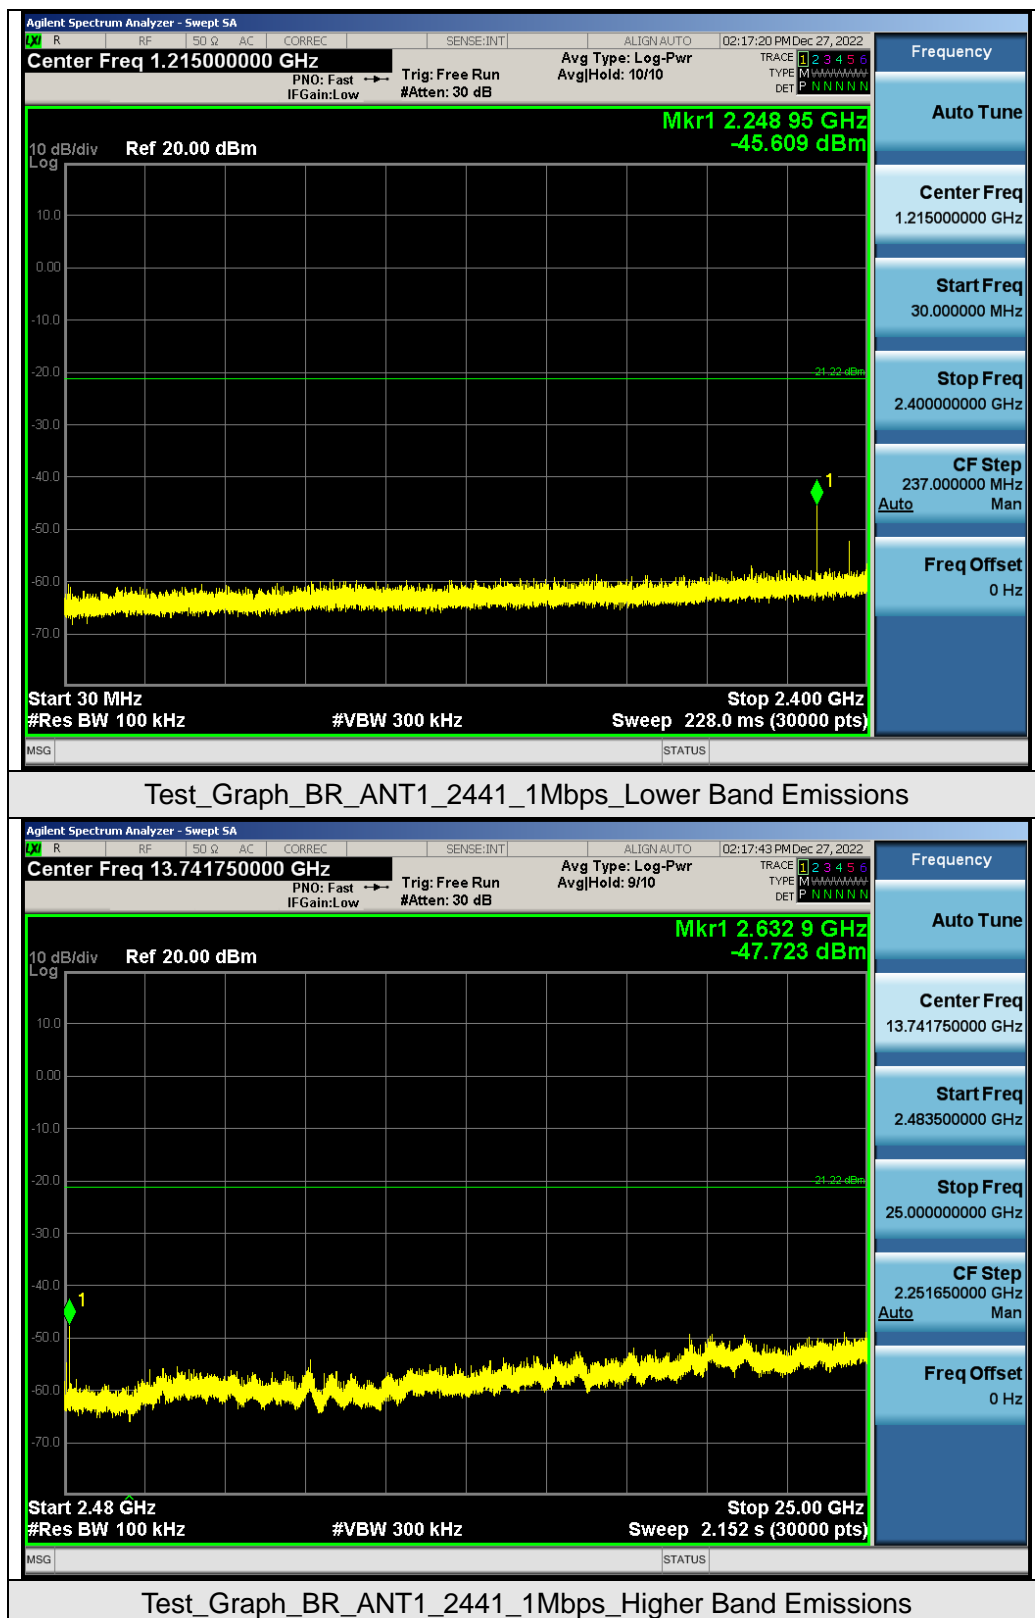 Agilent Spectrum Analyzer - Swept SA
LXI R RF 50 Ω AC CORREC SENSE:INT ALIGN AUTO 02:17:20 PM Dec 27, 2022
Center Freq 1.215000000 GHz
PNO: Fast
IFGain:Low
Trig: Free Run
#Atten: 30 dB
Avg Type: Log-Pwr
Avg|Hold: 10/10
TRACE 1 2 3 4 5 6
TYPE M
DET P N N N N N
Mkr1 2.248 95 GHz
-45.609 dBm
10 dB/div Ref 20.00 dBm
Log
10.0
0.00
-10.0
-20.0
21.22 dBm
-30.0
-40.0
1
-50.0
-60.0
-70.0
Start 30 MHz Stop 2.400 GHz
#Res BW 100 kHz #VBW 300 kHz Sweep 228.0 ms (30000 pts)
MSG STATUS
Frequency
Auto Tune
Center Freq
1.215000000 GHz
Start Freq
30.000000 MHz
Stop Freq
2.400000000 GHz
CF Step
237.000000 MHz
Auto Man
Freq Offset
0 Hz
Test_Graph_BR_ANT1_2441_1Mbps_Lower Band Emissions
Agilent Spectrum Analyzer - Swept SA
LXI R RF 50 Ω AC CORREC SENSE:INT ALIGN AUTO 02:17:43 PM Dec 27, 2022
Center Freq 13.741750000 GHz
PNO: Fast
IFGain:Low
Trig: Free Run
#Atten: 30 dB
Avg Type: Log-Pwr
Avg|Hold: 9/10
TRACE 1 2 3 4 5 6
TYPE M
DET P N N N N N
Mkr1 2.632 9 GHz
-47.723 dBm
10 dB/div Ref 20.00 dBm
Log
10.0
0.00
-10.0
-20.0
21.22 dBm
-30.0
-40.0
1
-50.0
-60.0
-70.0
Start 2.48 GHz Stop 25.00 GHz
#Res BW 100 kHz #VBW 300 kHz Sweep 2.152 s (30000 pts)
MSG STATUS
Frequency
Auto Tune
Center Freq
13.741750000 GHz
Start Freq
2.483500000 GHz
Stop Freq
25.000000000 GHz
CF Step
2.251650000 GHz
Auto Man
Freq Offset
0 Hz
Test_Graph_BR_ANT1_2441_1Mbps_Higher Band Emissions